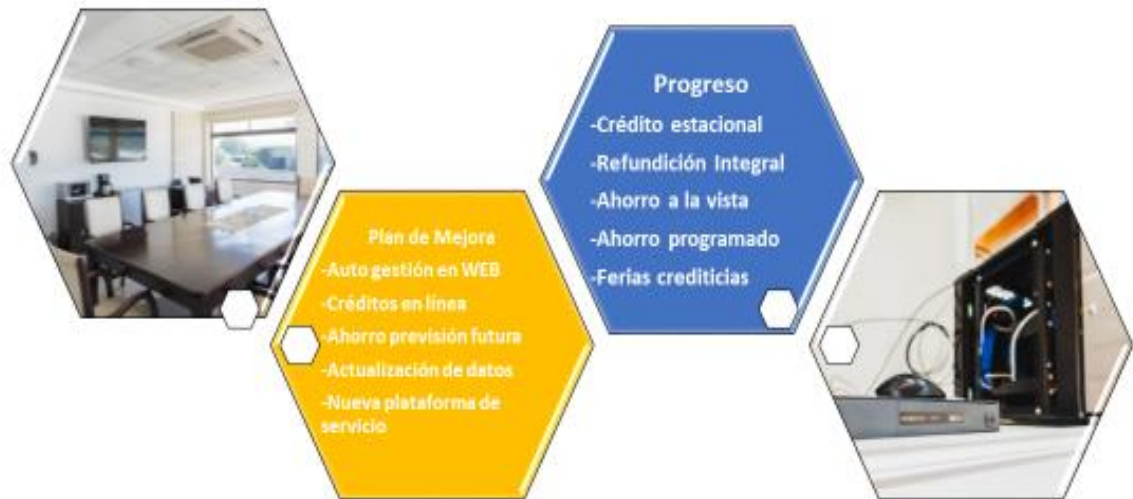 Plan de Mejora
-Auto gestión en WEB
-Créditos en línea
-Ahorro previsión futura
-Actualización de datos
-Nueva plataforma de
servicio
Progreso
-Crédito estacional
-Refundición Integral
-Ahorro a la vista
-Ahorro programado
-Ferias crediticias